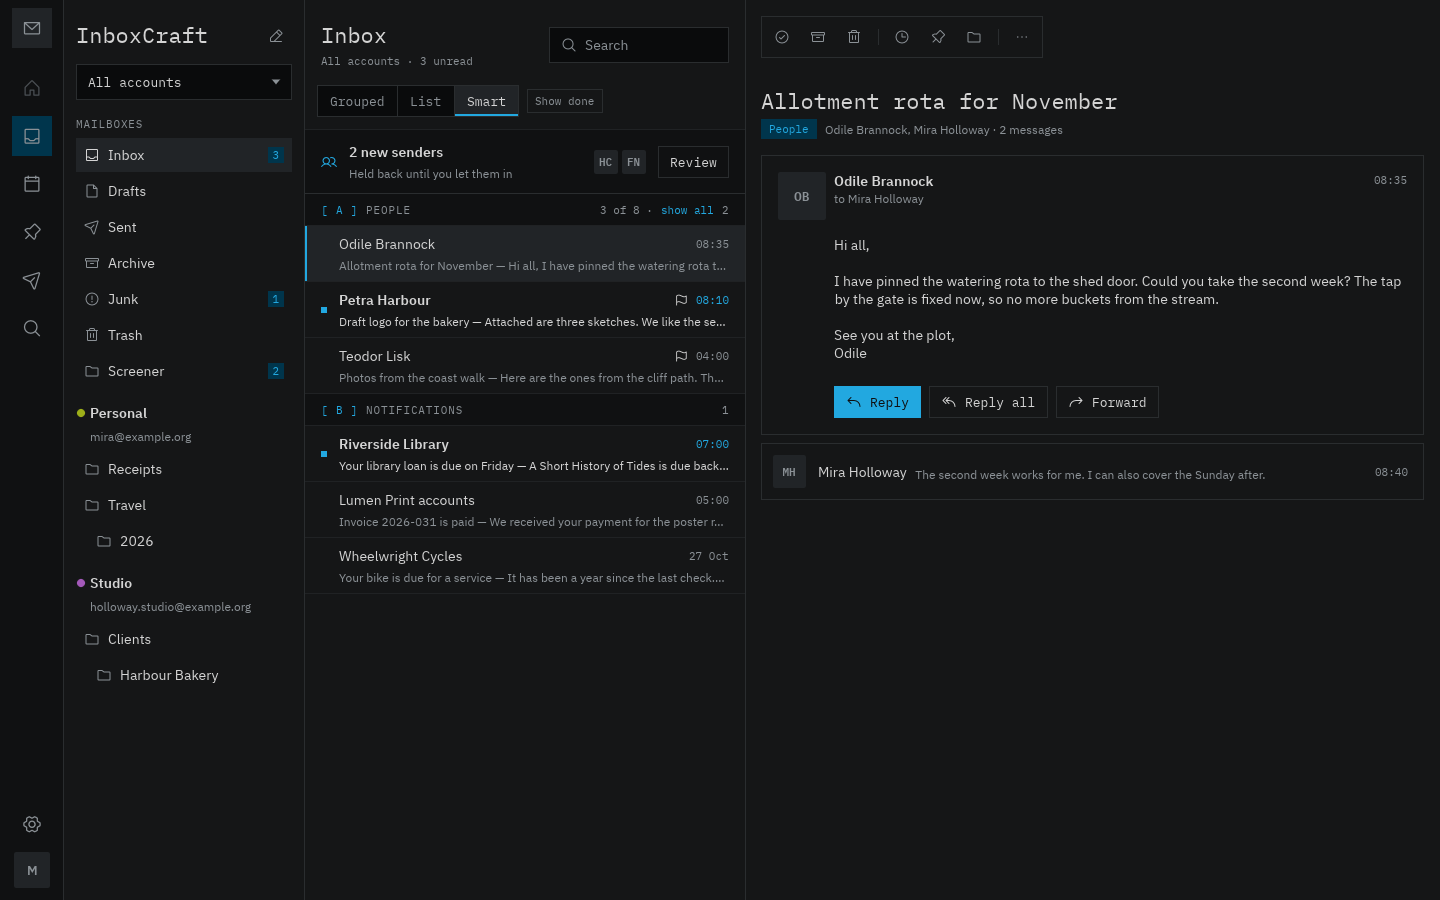 InboxCraft
All accounts
MAILBOXES
Inbox 3
Drafts
Sent
Archive
Junk 1
Trash
Screener 2
Personal
mira@example.org
Receipts
Travel
2026
Studio
holloway.studio@example.org
Clients
Harbour Bakery
M
Inbox
All accounts · 3 unread
Search
Grouped List Smart Show done
2 new senders
Held back until you let them in
HC FN Review
[ A ] PEOPLE 3 of 8 · show all 2
Odile Brannock 08:35
Allotment rota for November — Hi all, I have pinned the watering rota t...
Petra Harbour 08:10
Draft logo for the bakery — Attached are three sketches. We like the se...
Teodor Lisk 04:00
Photos from the coast walk — Here are the ones from the cliff path. Th...
[ B ] NOTIFICATIONS 1
Riverside Library 07:00
Your library loan is due on Friday — A Short History of Tides is due back...
Lumen Print accounts 05:00
Invoice 2026-031 is paid — We received your payment for the poster r...
Wheelwright Cycles 27 Oct
Your bike is due for a service — It has been a year since the last check....
Allotment rota for November
People Odile Brannock, Mira Holloway · 2 messages
OB
Odile Brannock 08:35
to Mira Holloway
Hi all,
I have pinned the watering rota to the shed door. Could you take the second week? The tap
by the gate is fixed now, so no more buckets from the stream.
See you at the plot,
Odile
Reply Reply all Forward
MH Mira Holloway The second week works for me. I can also cover the Sunday after. 08:40